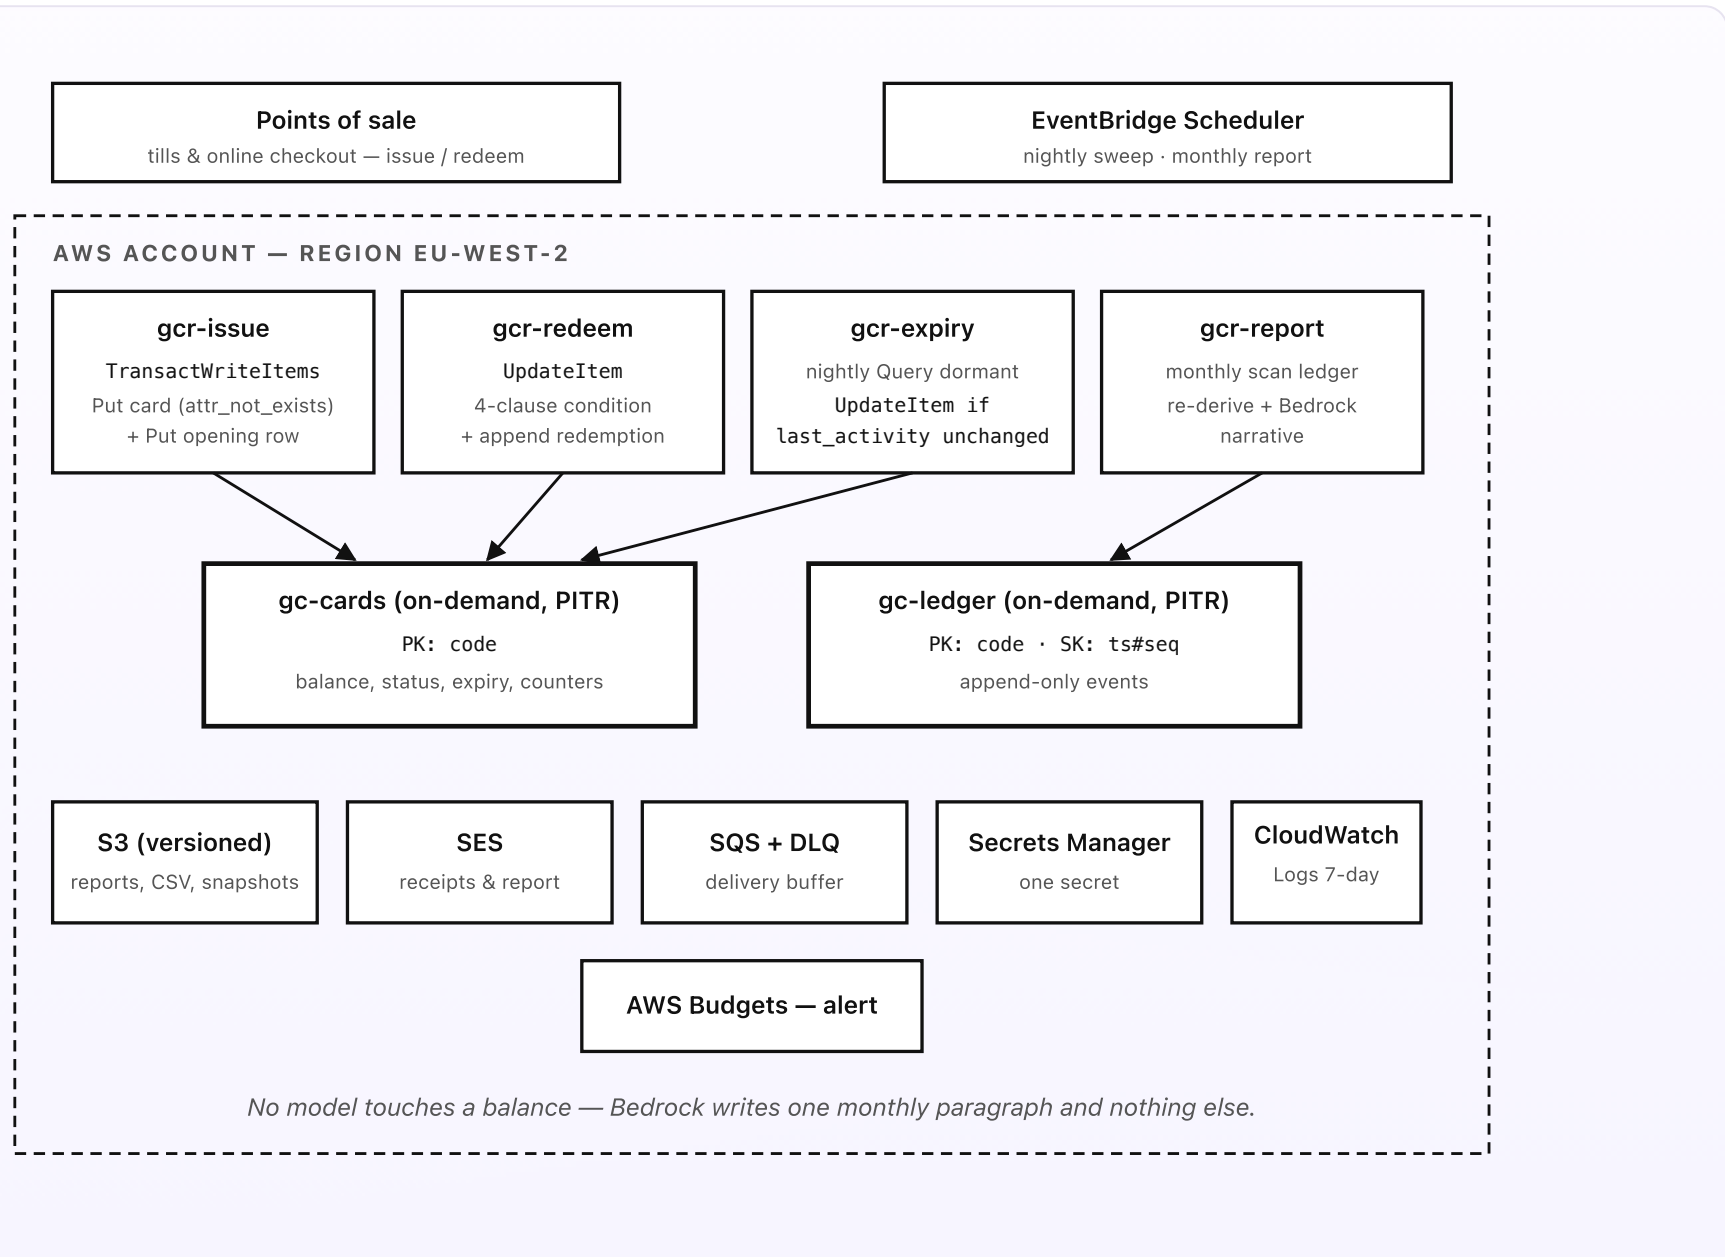 Points of sale
tills & online checkout — issue / redeem
EventBridge Scheduler
nightly sweep · monthly report
AWS ACCOUNT — REGION EU-WEST-2
gcr-issue
TransactWriteItems
Put card (attr_not_exists)
+ Put opening row
gcr-redeem
UpdateItem
4-clause condition
+ append redemption
gcr-expiry
nightly Query dormant
UpdateItem if
last_activity unchanged
gcr-report
monthly scan ledger
re-derive + Bedrock
narrative
gc-cards (on-demand, PITR)
PK: code
balance, status, expiry, counters
gc-ledger (on-demand, PITR)
PK: code · SK: ts#seq
append-only events
S3 (versioned)
reports, CSV, snapshots
SES
receipts & report
SQS + DLQ
delivery buffer
Secrets Manager
one secret
CloudWatch
Logs 7-day
AWS Budgets — alert
No model touches a balance — Bedrock writes one monthly paragraph and nothing else.